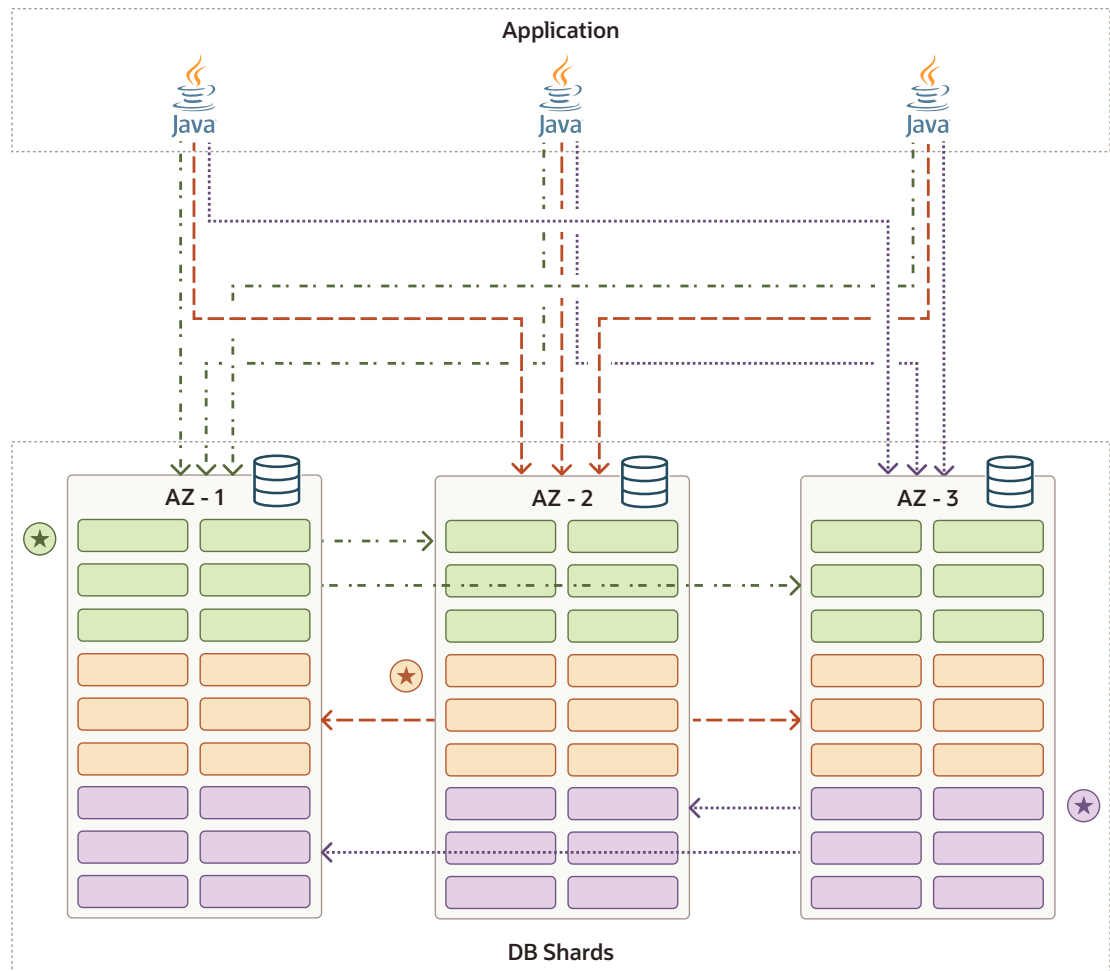 Application
Java
Java
Java
AZ - 1
AZ - 2
AZ - 3
DB Shards